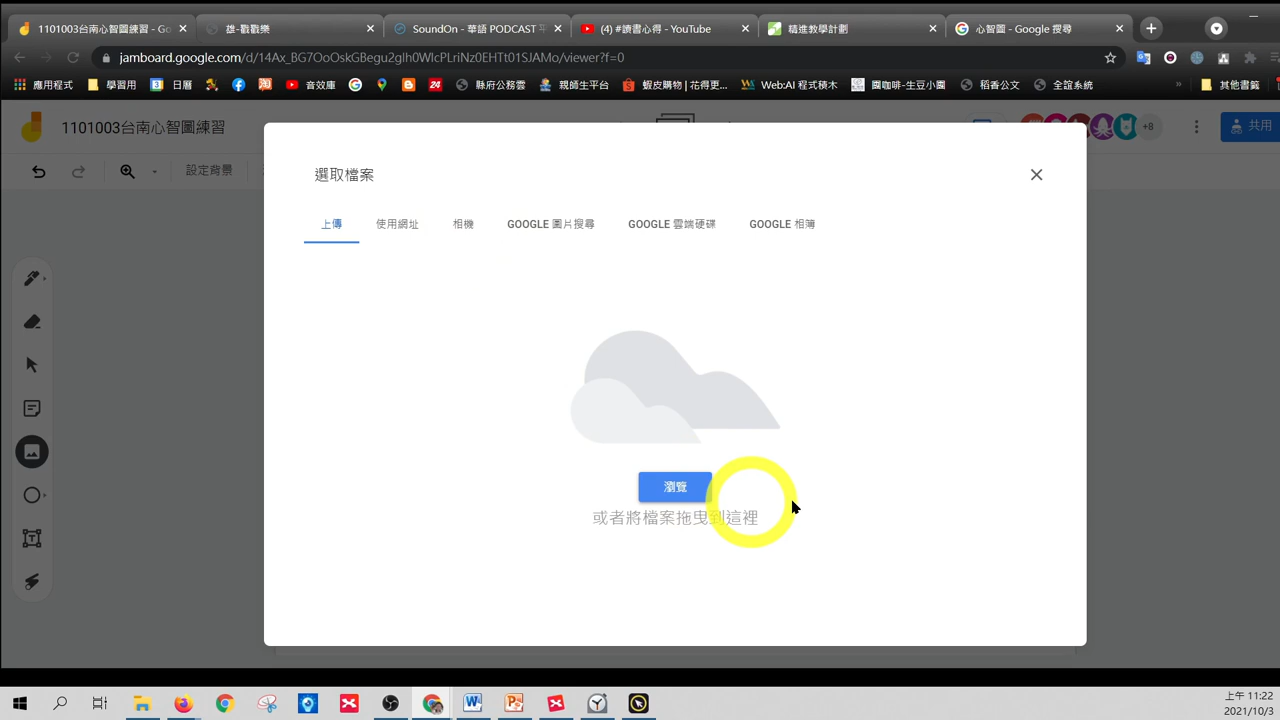 1101003台南心智圖練習 - Go
雄-戳戳樂
SoundOn - 華語 PODCAST 平
(4) #讀書心得 - YouTube
精進教學計劃
心智圖 - Google 搜尋
jamboard.google.com/d/14Ax_BG7OoOskGBegu2glh0WIcPLriNz0EHTt01SJAMo/viewer?f=0
應用程式
學習用
日曆
音效庫
24
縣府公務雲
親師生平台
蝦皮購物 | 花得更...
Web:AI 程式積木
團咖啡-生豆小園
稻香公文
全誼系統
»
其他書籤
1101003台南心智圖練習
+8
共用
設定背景
選取檔案
上傳
使用網址
相機
GOOGLE 圖片搜尋
GOOGLE 雲端硬碟
GOOGLE 相簿
瀏覽
或者將檔案拖曳到這裡
上午 11:22
2021/10/3